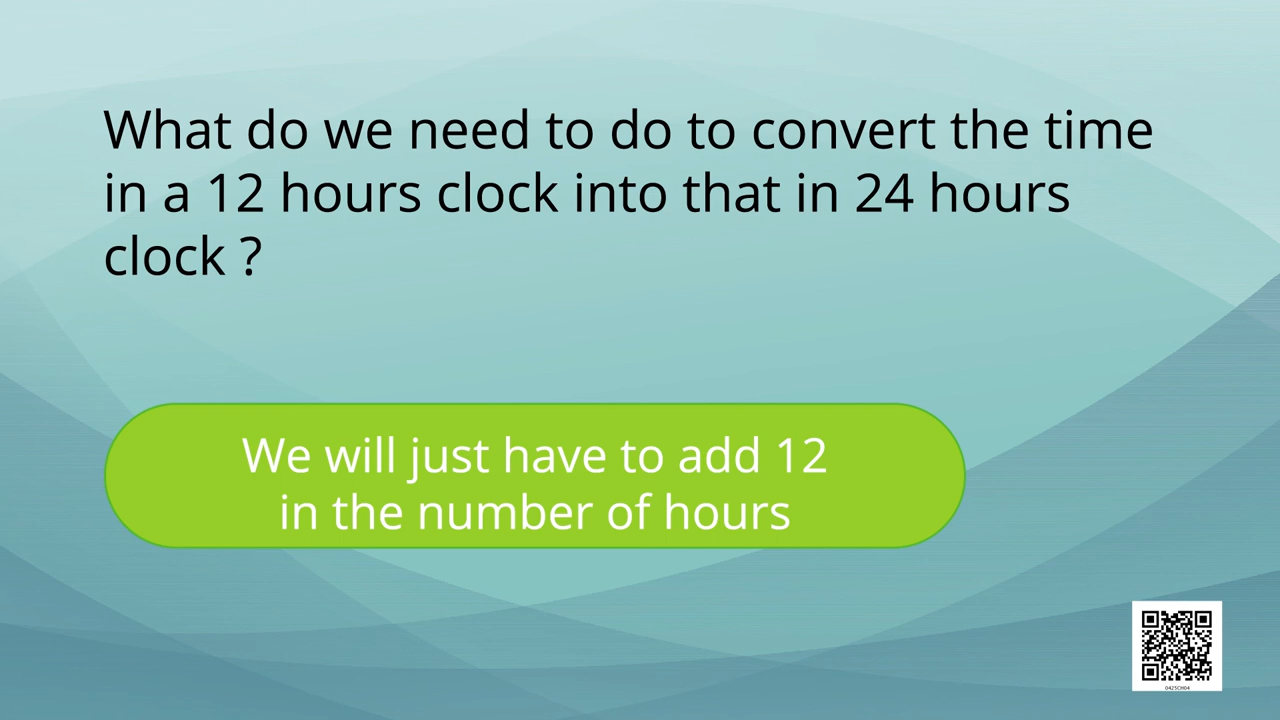 What do we need to do to convert the time
in a 12 hours clock into that in 24 hours
clock ?
We will just have to add 12
in the number of hours
0425CH04